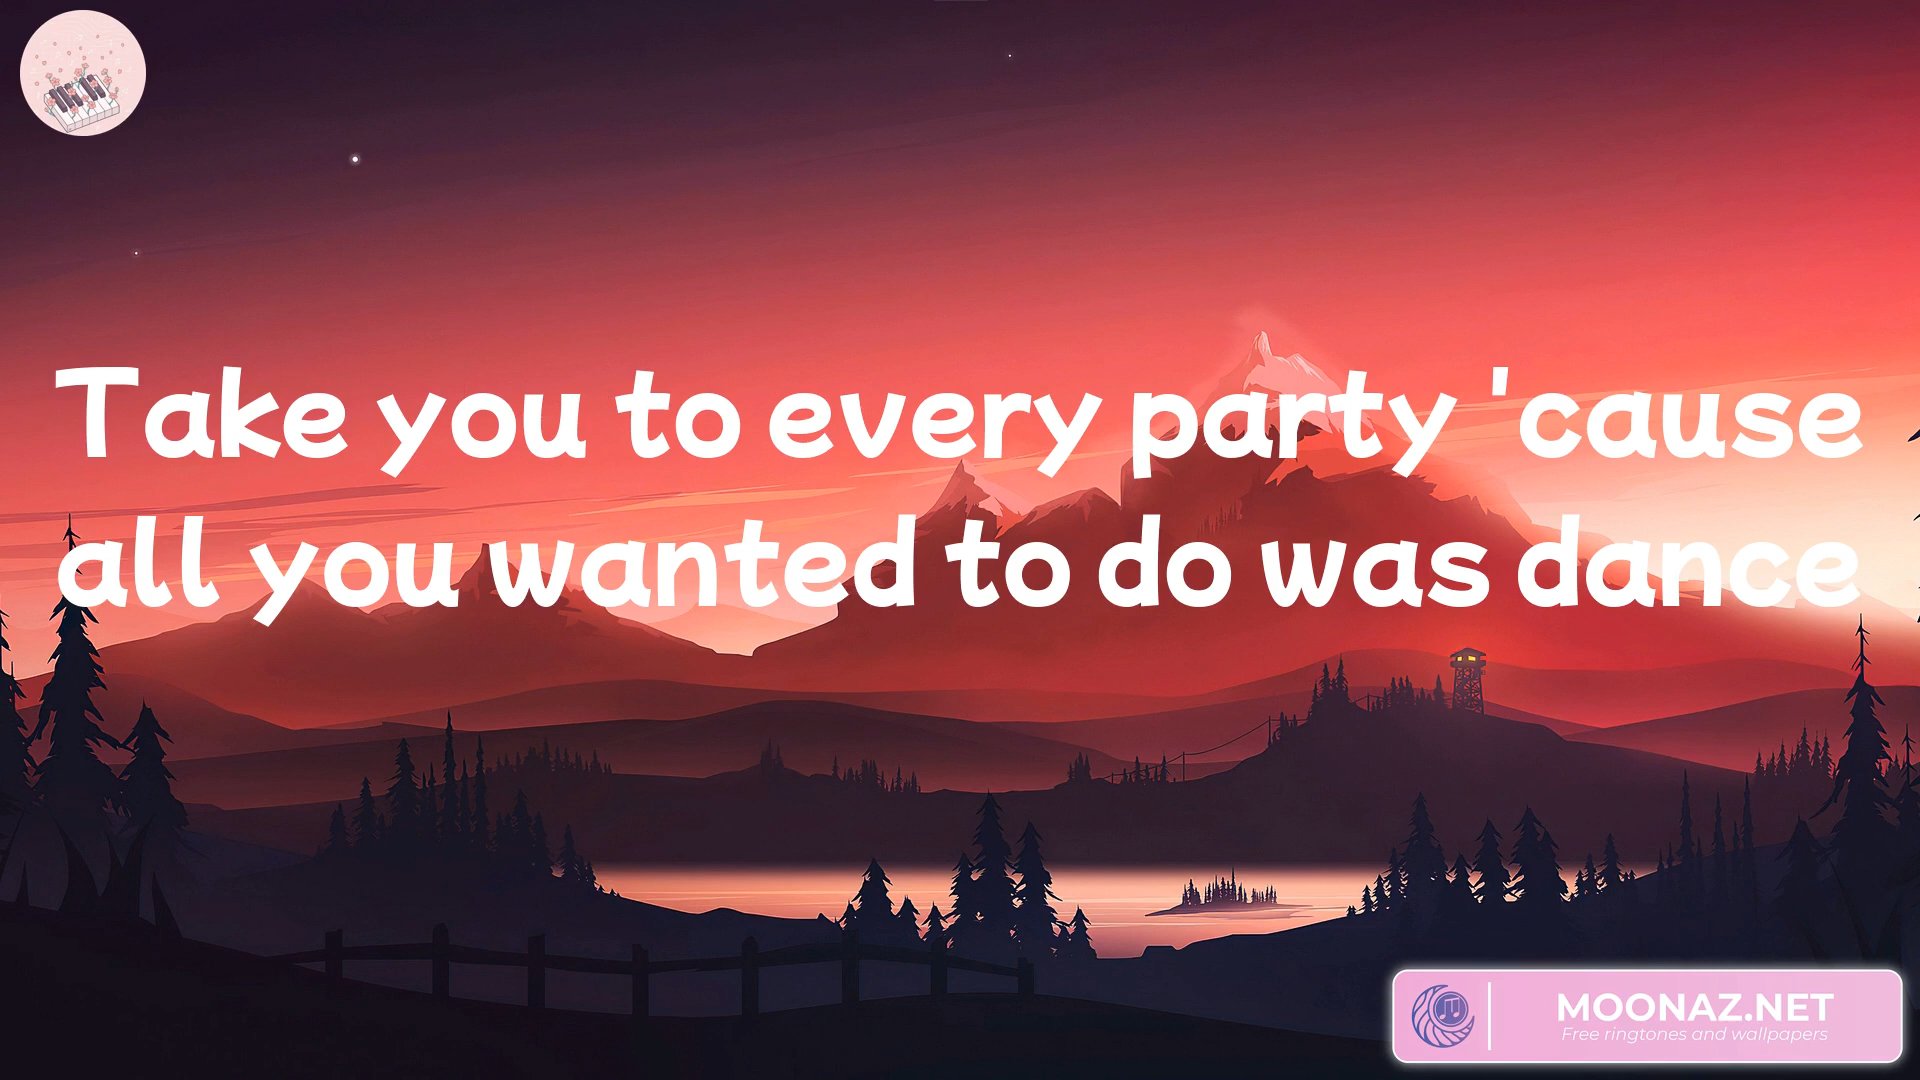 Take you to every party 'cause
all you wanted to do was dance
MOONAZ.NET
Free ringtones and wallpapers